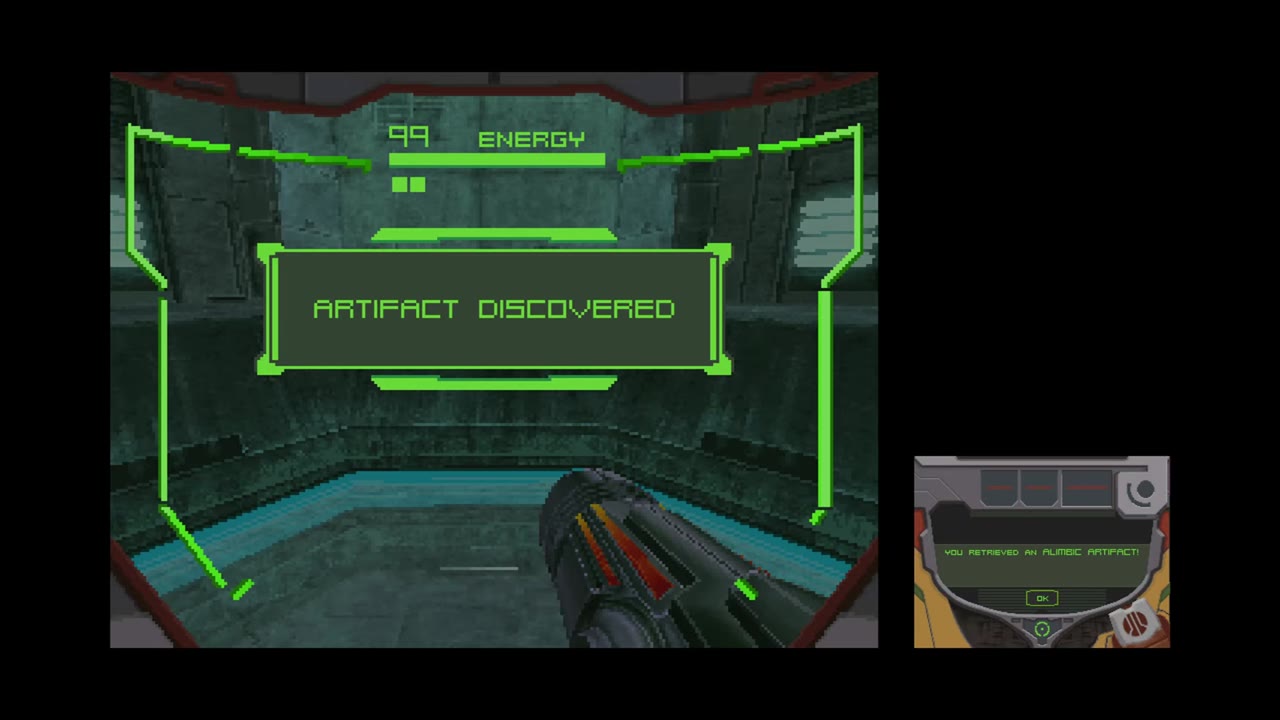 99 ENERGY
ARTIFACT DISCOVERED
YOU RETRIEVED AN ALIMBIC ARTIFACT!
OK